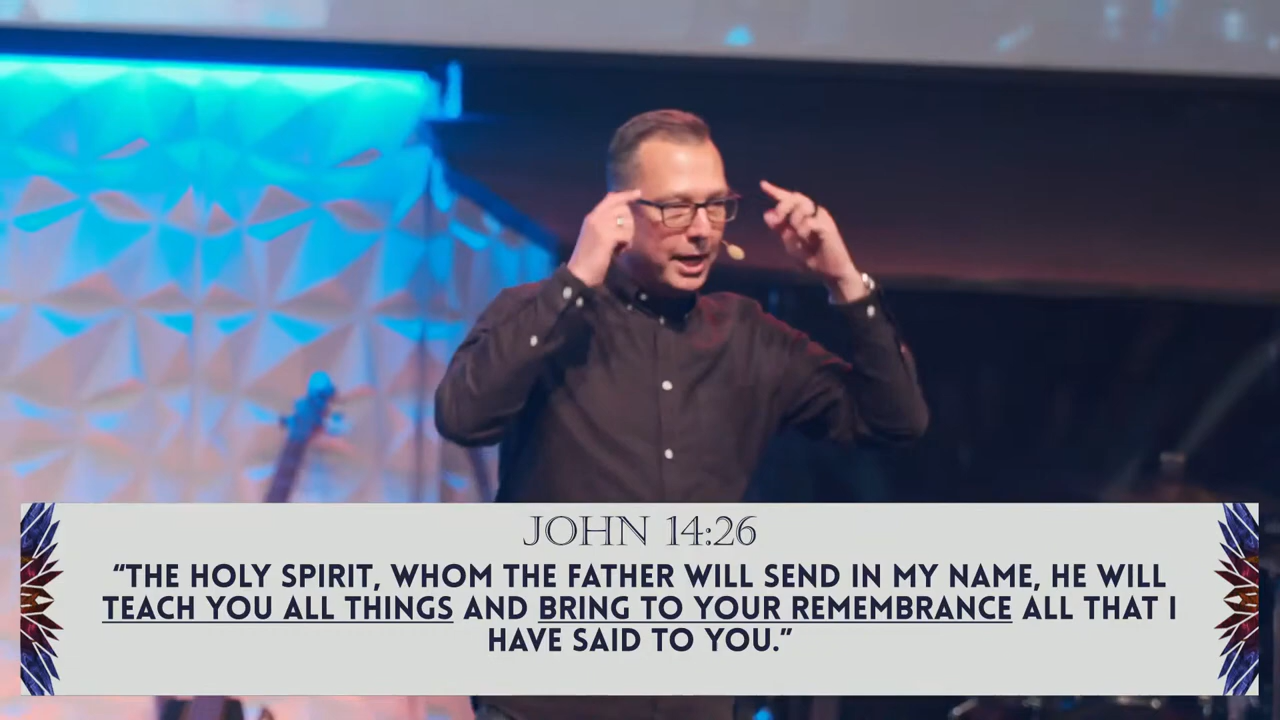 JOHN 14:26
“THE HOLY SPIRIT, WHOM THE FATHER WILL SEND IN MY NAME, HE WILL
TEACH YOU ALL THINGS AND BRING TO YOUR REMEMBRANCE ALL THAT I
HAVE SAID TO YOU.”